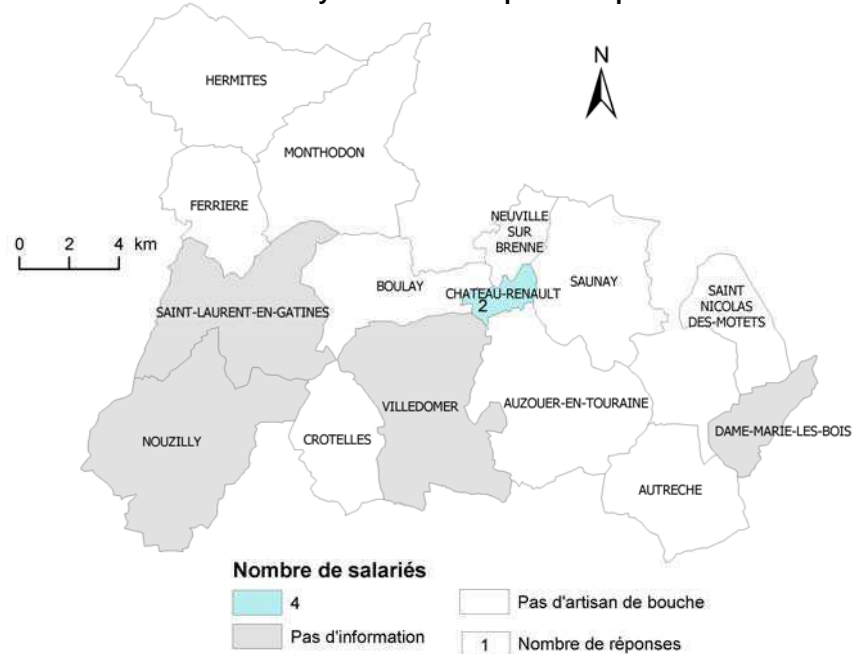 HERMITES
N
MONTHODON
FERRIERE
NEUVILLE
SUR
BRENNE
0 2 4 km
BOULAY
CHATEAU-RENAULT
2
SAUNAY
SAINT
NICOLAS
DES-MOTETS
SAINT-LAURENT-EN-GATINES
VILLEDOMER
AUZOUER-EN-TOURAINE
DAME-MARIE-LES-BOIS
NOUZILLY
CROTELLES
AUTRECHE
Nombre de salariés
4
Pas d'artisan de bouche
Pas d'information
1 Nombre de réponses